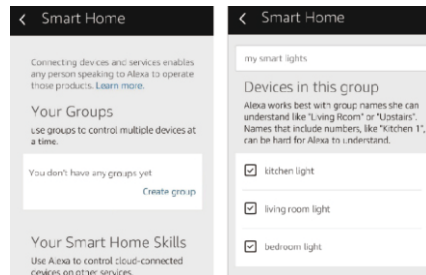 Smart Home
Connecting devices and services enables
any person speaking to Alexa to operate
those products. Learn more.
Your Groups
use groups to control multiple devices at
a time.
You don't have any groups yet
Create group
Your Smart Home Skills
Use Alexa to control cloud-connected
devices on other services.
Smart Home
my smart lights
Devices in this group
Alexa works best with group names she can
understand like "Living Room" or "Upstairs".
Names that include numbers, like "Kitchen 1",
can be hard for Alexa to understand.
kitchen light
living room light
bedroom light